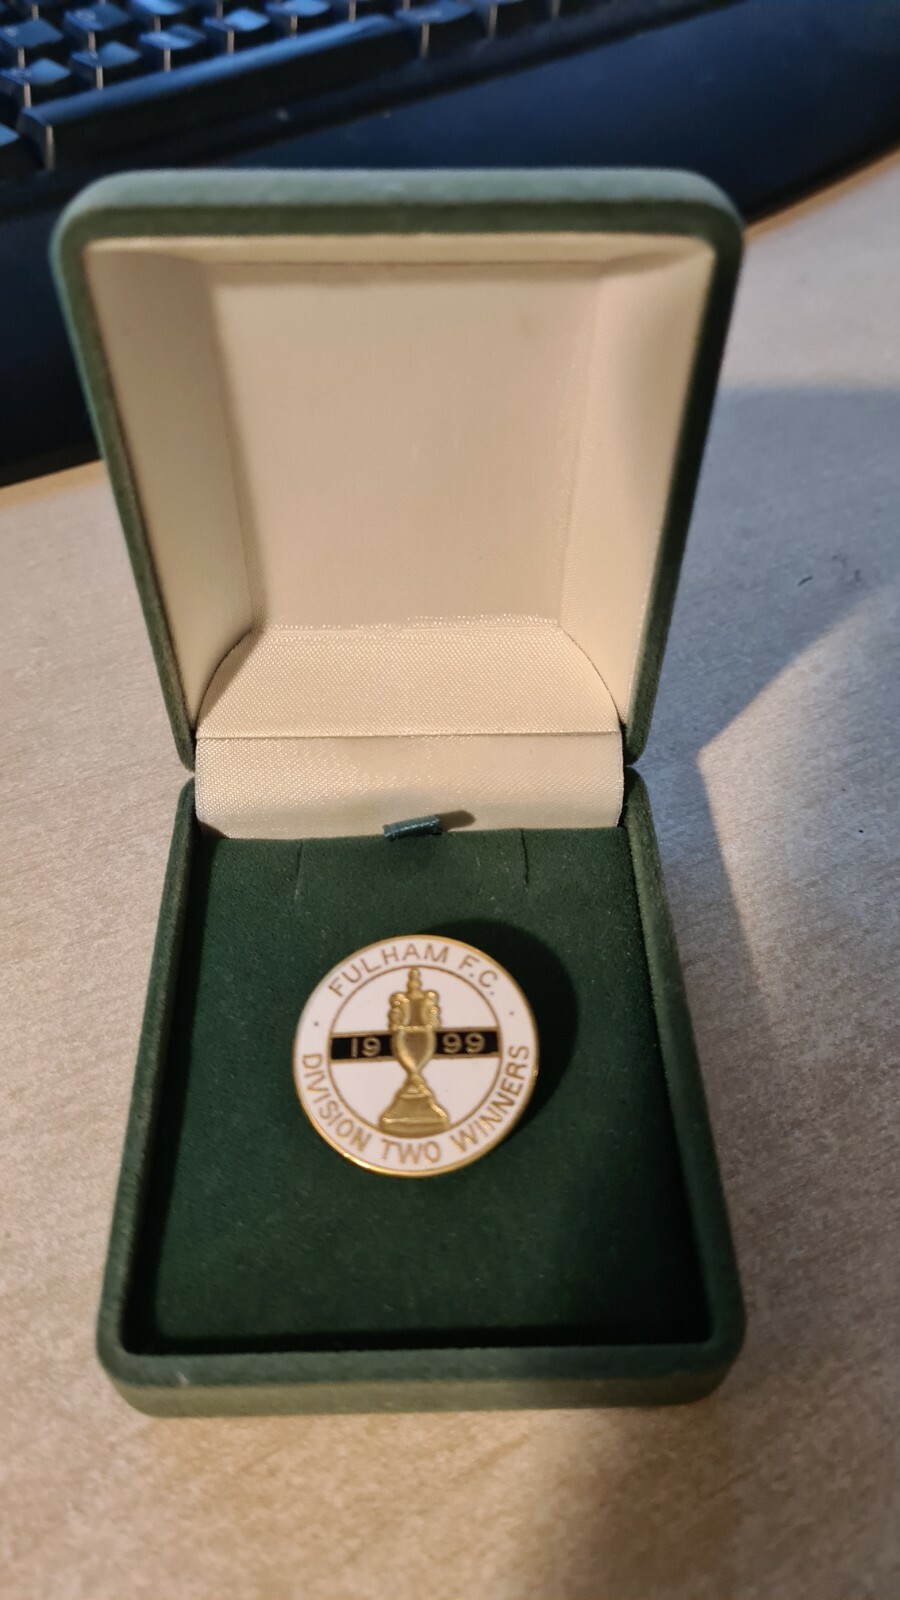 FULHAM F.C.
19 99
DIVISION TWO WINNERS